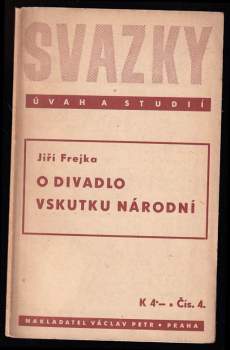 SVAZKY
ÚVAH A STUDIÍ
Jiří Frejka
O DIVADLO
VSKUTKU NÁRODNÍ
K 4·— • Čís. 4.
NAKLADATEL VÁCLAV PETR • PRAHA